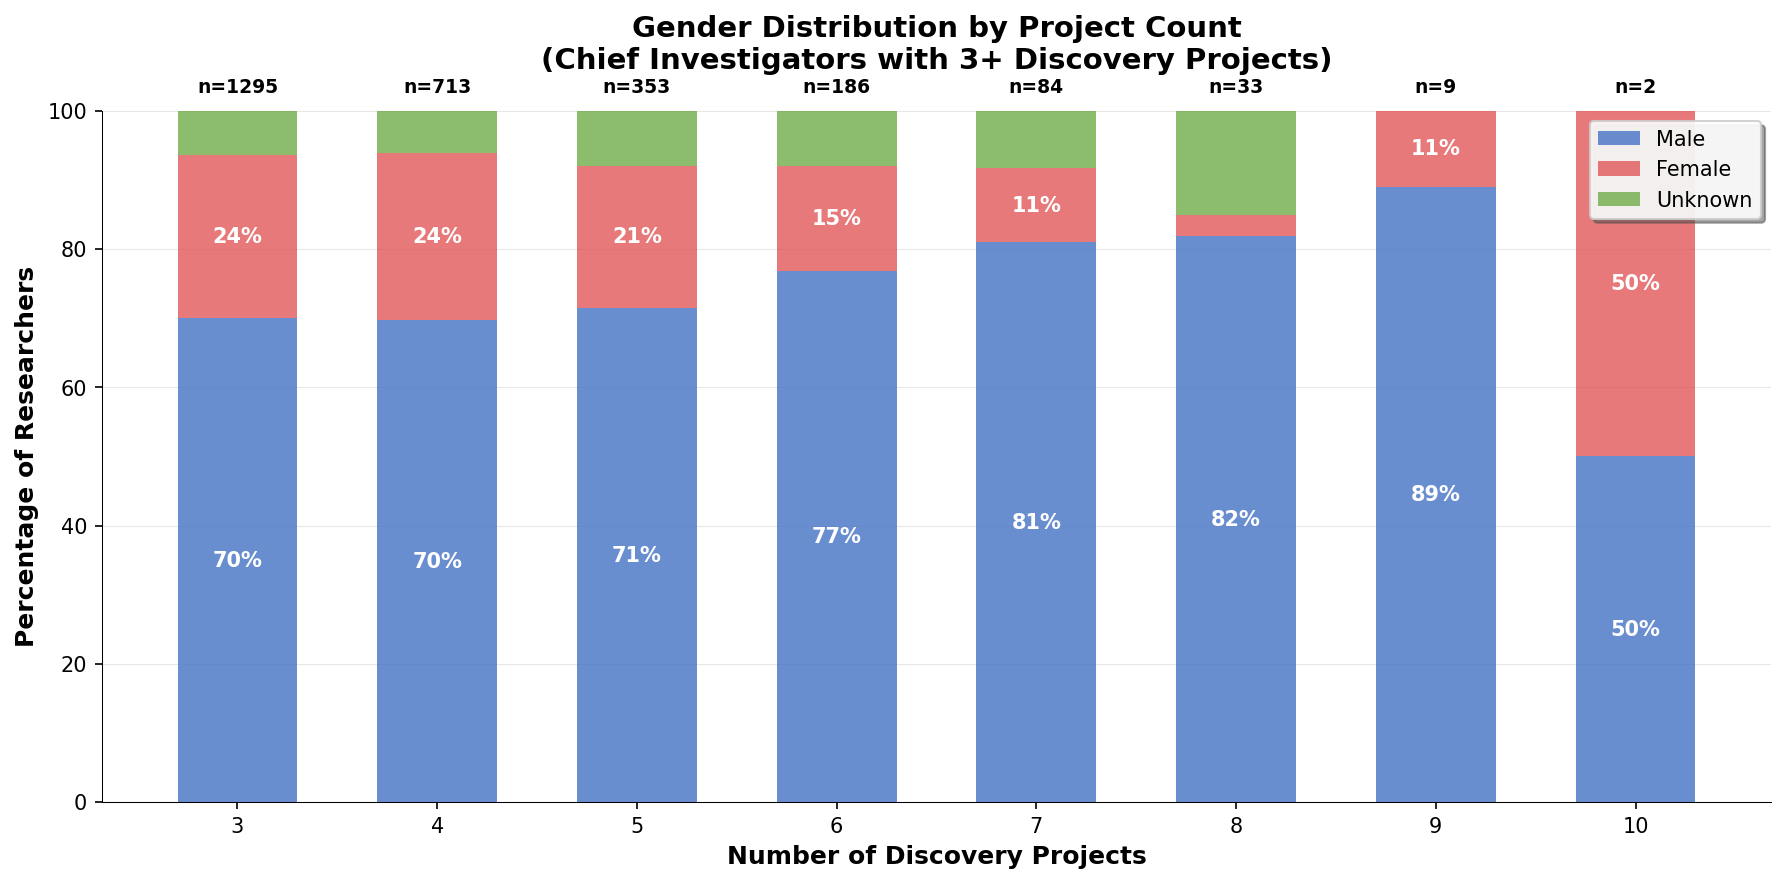 Gender Distribution by Project Count
(Chief Investigators with 3+ Discovery Projects)
n=1295 n=713 n=353 n=186 n=84 n=33 n=9 n=2
Percentage of Researchers
100
80
60
40
20
0
24% 24% 21% 15% 11% 11% 50%
70% 70% 71% 77% 81% 82% 89% 50%
Male
Female
Unknown
3 4 5 6 7 8 9 10
Number of Discovery Projects